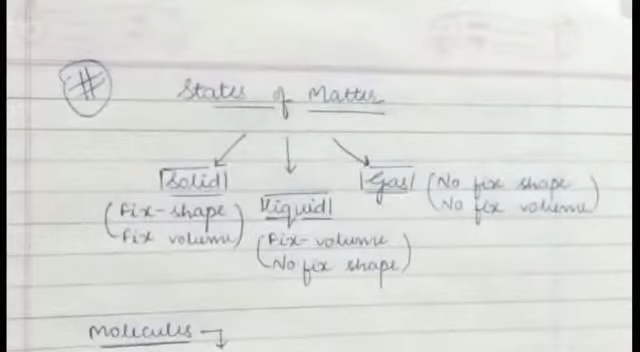 #
States of Matter
Solid
(Fix-shape
Fix volume)
Liquid
(Fix-volume
No fix shape)
Gas (No fix shape
No fix volume)
Molecules